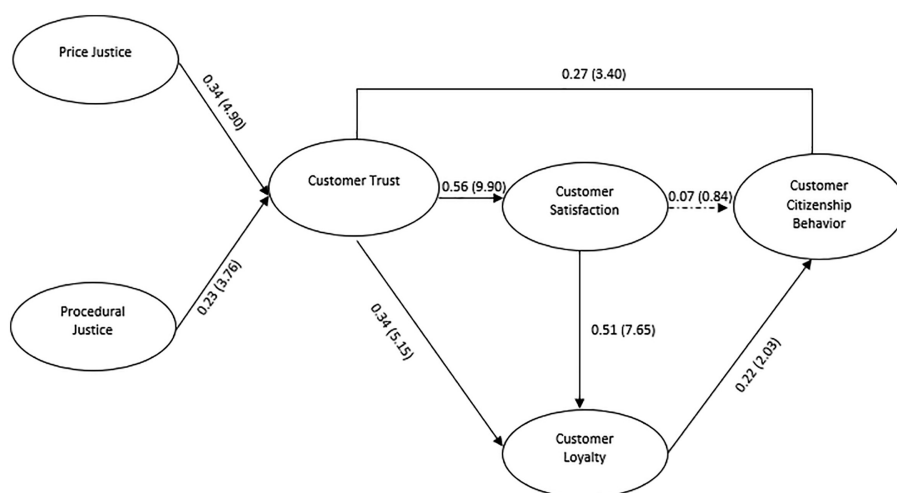 Price Justice
0.34 (4.90)
0.27 (3.40)
Customer Trust
0.56 (9.90)
Customer
Satisfaction
0.07 (0.84)
Customer
Citizenship
Behavior
Procedural
Justice
0.23 (3.76)
0.34 (5.15)
0.51 (7.65)
0.22 (2.03)
Customer
Loyalty